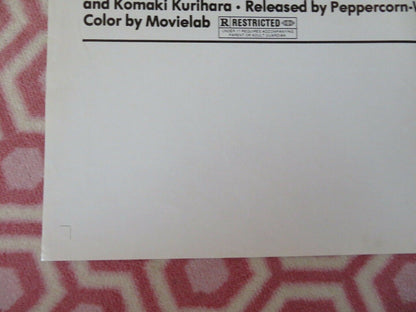 and Komaki Kurihara • Released by Peppercorn-
Color by Movielab R RESTRICTED
UNDER 17 REQUIRES ACCOMPANYING
PARENT OR ADULT GUARDIAN